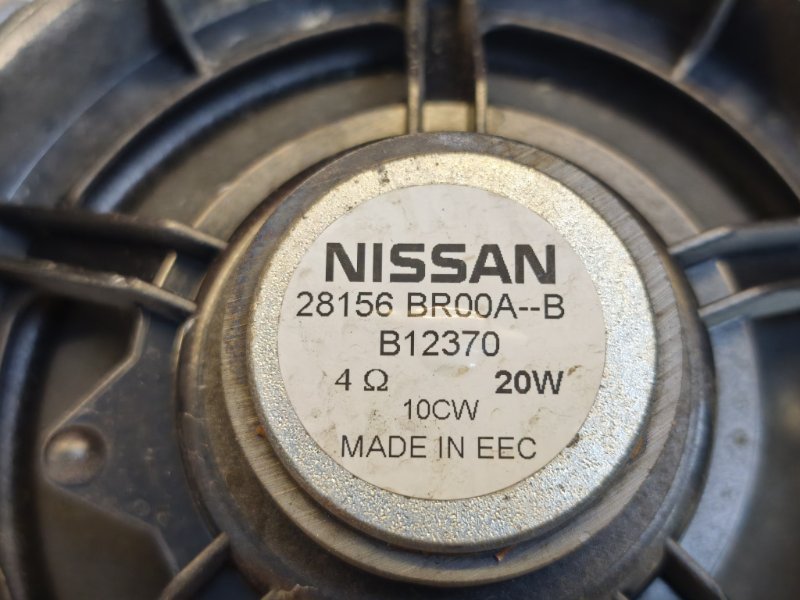 NISSAN
28156 BR00A--B
B12370
4 Ω 20W
10CW
MADE IN EEC